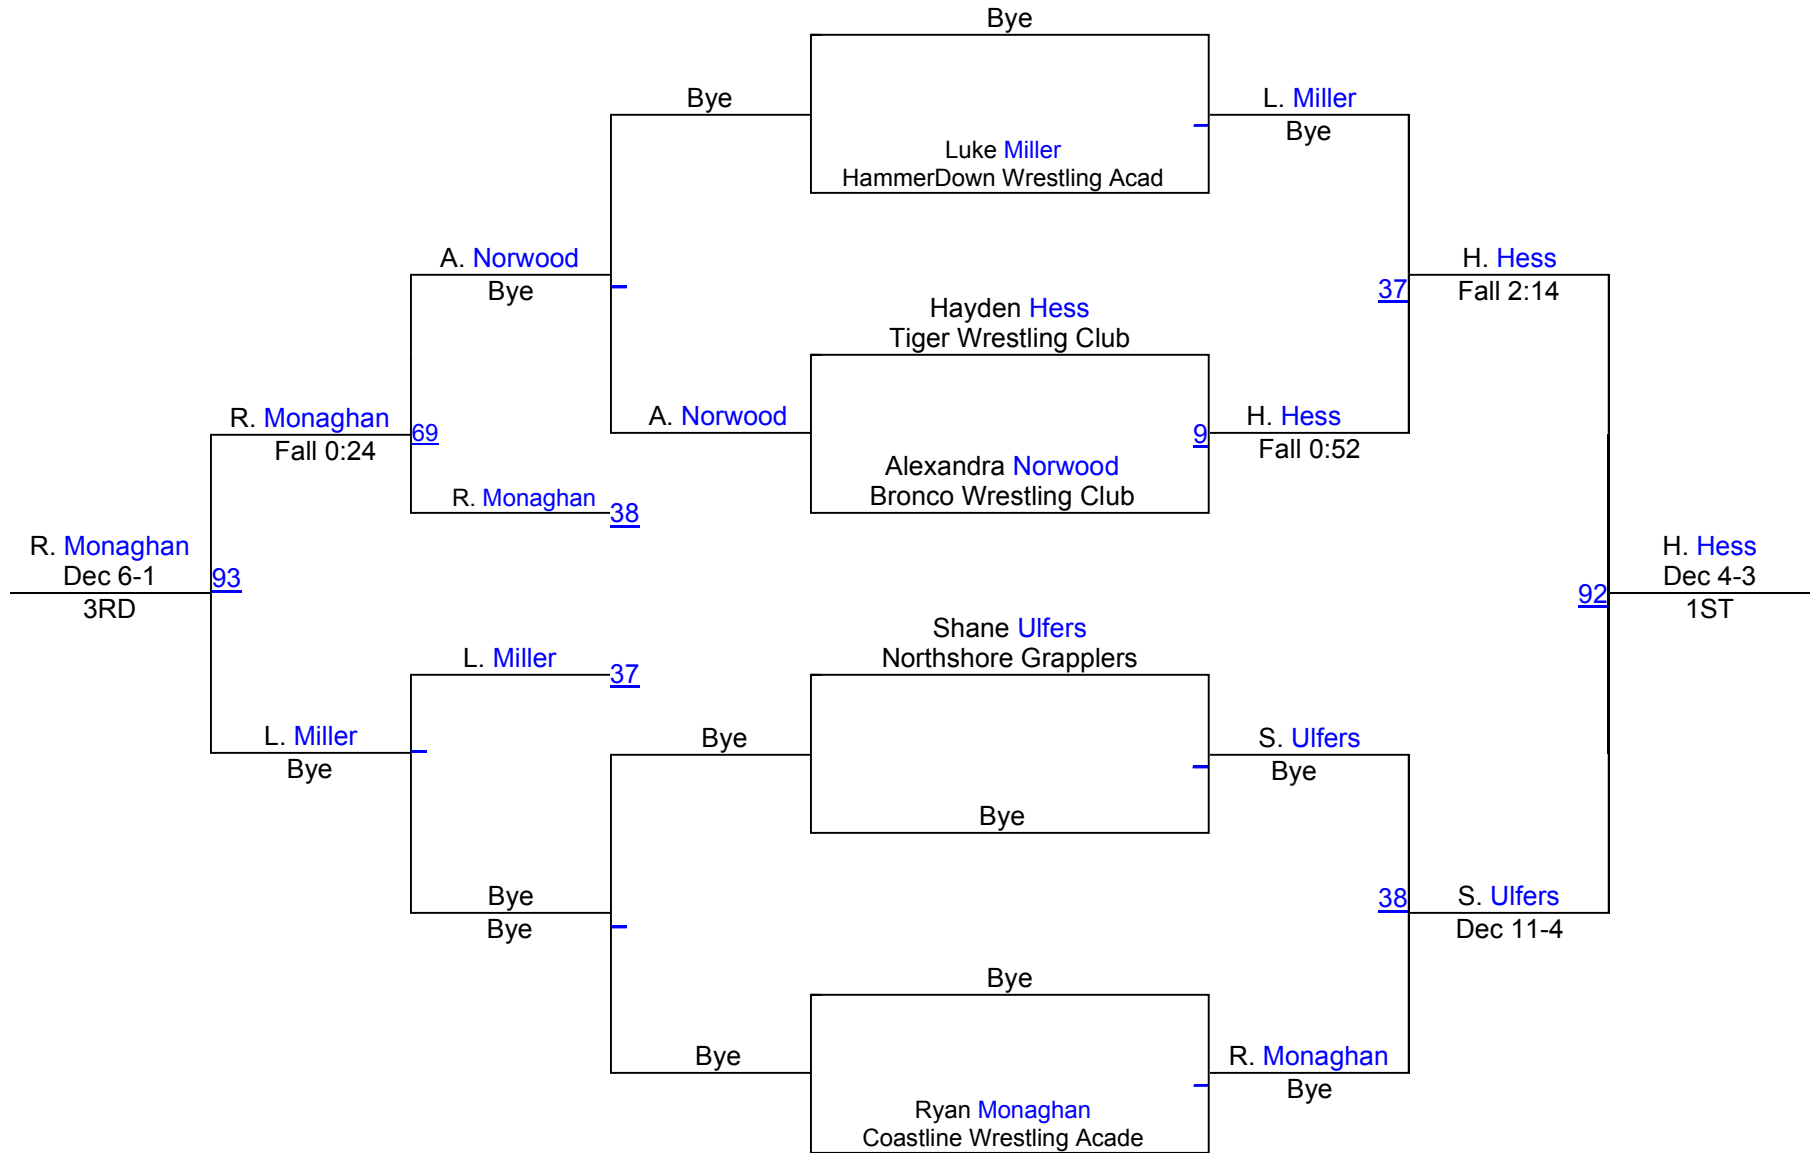 Bye
Bye
L. Miller
Bye
Luke Miller
HammerDown Wrestling Acad
A. Norwood
Bye
H. Hess
Fall 2:14
37
Hayden Hess
Tiger Wrestling Club
R. Monaghan
Fall 0:24
69
A. Norwood
9
H. Hess
Fall 0:52
Alexandra Norwood
Bronco Wrestling Club
R. Monaghan
38
R. Monaghan
Dec 6-1
3RD
93
H. Hess
Dec 4-3
1ST
92
Shane Ulfers
Northshore Grapplers
L. Miller
37
L. Miller
Bye
Bye
S. Ulfers
Bye
Bye
Bye
Bye
38
S. Ulfers
Dec 11-4
Bye
Bye
R. Monaghan
Bye
Ryan Monaghan
Coastline Wrestling Acade